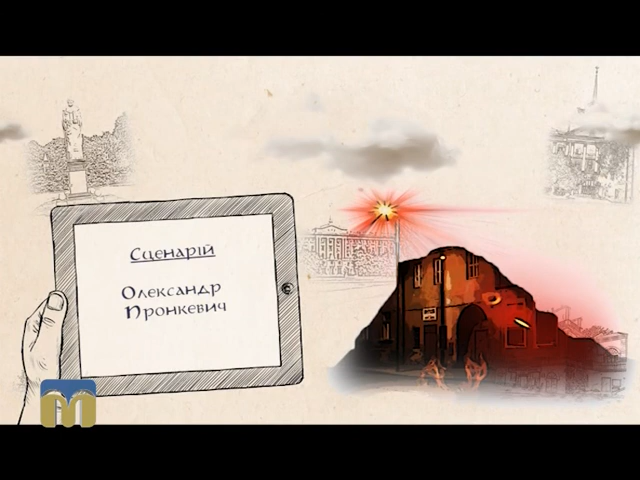 Сценарій
Олександр
Пронкевич